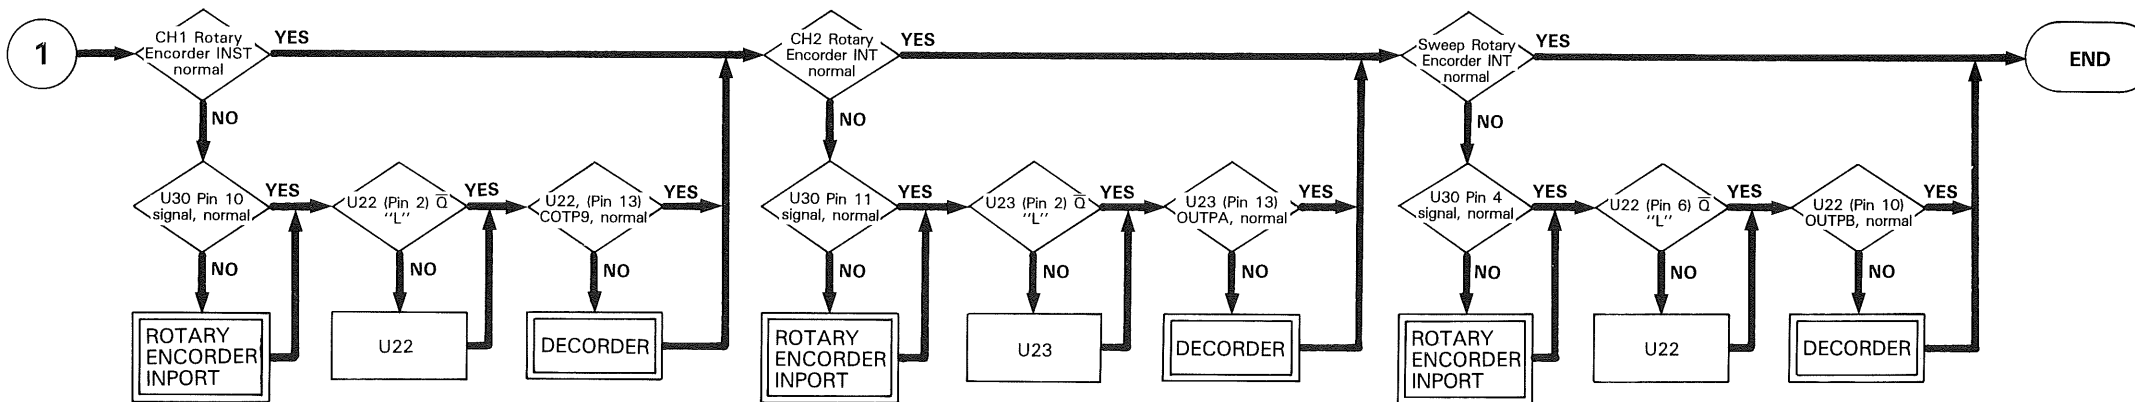 1
CH1 Rotary
Encorder INST
normal
YES
NO
U30 Pin 10
signal, normal
YES
NO
ROTARY
ENCORDER
INPORT
U22 (Pin 2) Q̅
"L"
YES
NO
U22
U22, (Pin 13)
COTP9, normal
YES
NO
DECORDER
CH2 Rotary
Encorder INT
normal
YES
NO
U30 Pin 11
signal, normal
YES
NO
ROTARY
ENCORDER
INPORT
U23 (Pin 2) Q̅
"L"
YES
NO
U23
U23 (Pin 13)
OUTPA, normal
YES
NO
DECORDER
Sweep Rotary
Encorder INT
normal
YES
NO
U30 Pin 4
signal, normal
YES
NO
ROTARY
ENCORDER
INPORT
U22 (Pin 6) Q̅
"L"
YES
NO
U22
U22 (Pin 10)
OUTPB, normal
YES
NO
DECORDER
END